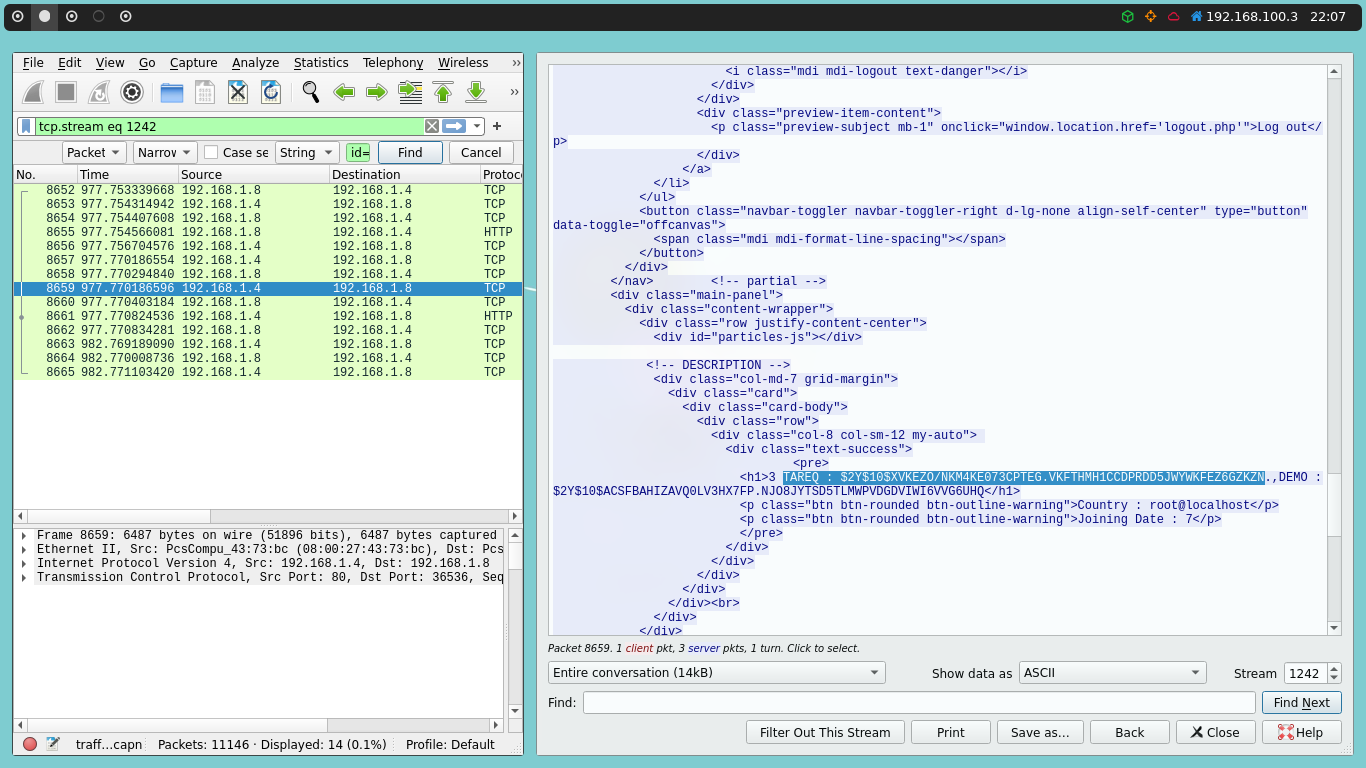 192.168.100.3 22:07
File Edit View Go Capture Analyze Statistics Telephony Wireless »
»
tcp.stream eq 1242
+
Packet Narrow Case se String id= Find Cancel
No. Time Source Destination Protoc
8652 977.753339668 192.168.1.8 192.168.1.4 TCP
8653 977.754314942 192.168.1.4 192.168.1.8 TCP
8654 977.754407608 192.168.1.8 192.168.1.4 TCP
8655 977.754566081 192.168.1.8 192.168.1.4 HTTP
8656 977.756704576 192.168.1.4 192.168.1.8 TCP
8657 977.770186554 192.168.1.4 192.168.1.8 TCP
8658 977.770294840 192.168.1.8 192.168.1.4 TCP
8659 977.770186596 192.168.1.4 192.168.1.8 TCP
8660 977.770403184 192.168.1.8 192.168.1.4 TCP
8661 977.770824536 192.168.1.4 192.168.1.8 HTTP
8662 977.770834281 192.168.1.8 192.168.1.4 TCP
8663 982.769189090 192.168.1.4 192.168.1.8 TCP
8664 982.770008736 192.168.1.8 192.168.1.4 TCP
8665 982.771103420 192.168.1.4 192.168.1.8 TCP
Frame 8659: 6487 bytes on wire (51896 bits), 6487 bytes captured
Ethernet II, Src: PcsCompu_43:73:bc (08:00:27:43:73:bc), Dst: Pcs
Internet Protocol Version 4, Src: 192.168.1.4, Dst: 192.168.1.8
Transmission Control Protocol, Src Port: 80, Dst Port: 36536, Seq
traff...capn Packets: 11146 · Displayed: 14 (0.1%) Profile: Default
<i class="mdi mdi-logout text-danger"></i>
</div>
</div>
<div class="preview-item-content">
<p class="preview-subject mb-1" onclick="window.location.href='logout.php'">Log out</
p>
</div>
</a>
</li>
</ul>
<button class="navbar-toggler navbar-toggler-right d-lg-none align-self-center" type="button"
data-toggle="offcanvas">
<span class="mdi mdi-format-line-spacing"></span>
</button>
</div>
</nav> <!-- partial -->
<div class="main-panel">
<div class="content-wrapper">
<div class="row justify-content-center">
<div id="particles-js"></div>
<!-- DESCRIPTION -->
<div class="col-md-7 grid-margin">
<div class="card">
<div class="card-body">
<div class="row">
<div class="col-8 col-sm-12 my-auto">
<div class="text-success">
<pre>
<h1>3 TAREQ : $2Y$10$XVKEZO/NKM4KE073CPTEG.VKFTHMH1CCDPRDD5JWYWKFEZ6GZKZN.,DEMO :
$2Y$10$ACSFBAHIZAVQ0LV3HX7FP.NJO8JYTSD5TLMWPVDGDVIWI6VVG6UHQ</h1>
<p class="btn btn-rounded btn-outline-warning">Country : root@localhost</p>
<p class="btn btn-rounded btn-outline-warning">Joining Date : 7</p>
</pre>
</div>
</div>
</div>
</div>
</div><br>
</div>
</div>
Packet 8659. 1 client pkt, 3 server pkts, 1 turn. Click to select.
Entire conversation (14kB) Show data as ASCII Stream 1242
Find: Find Next
Filter Out This Stream Print Save as... Back Close Help